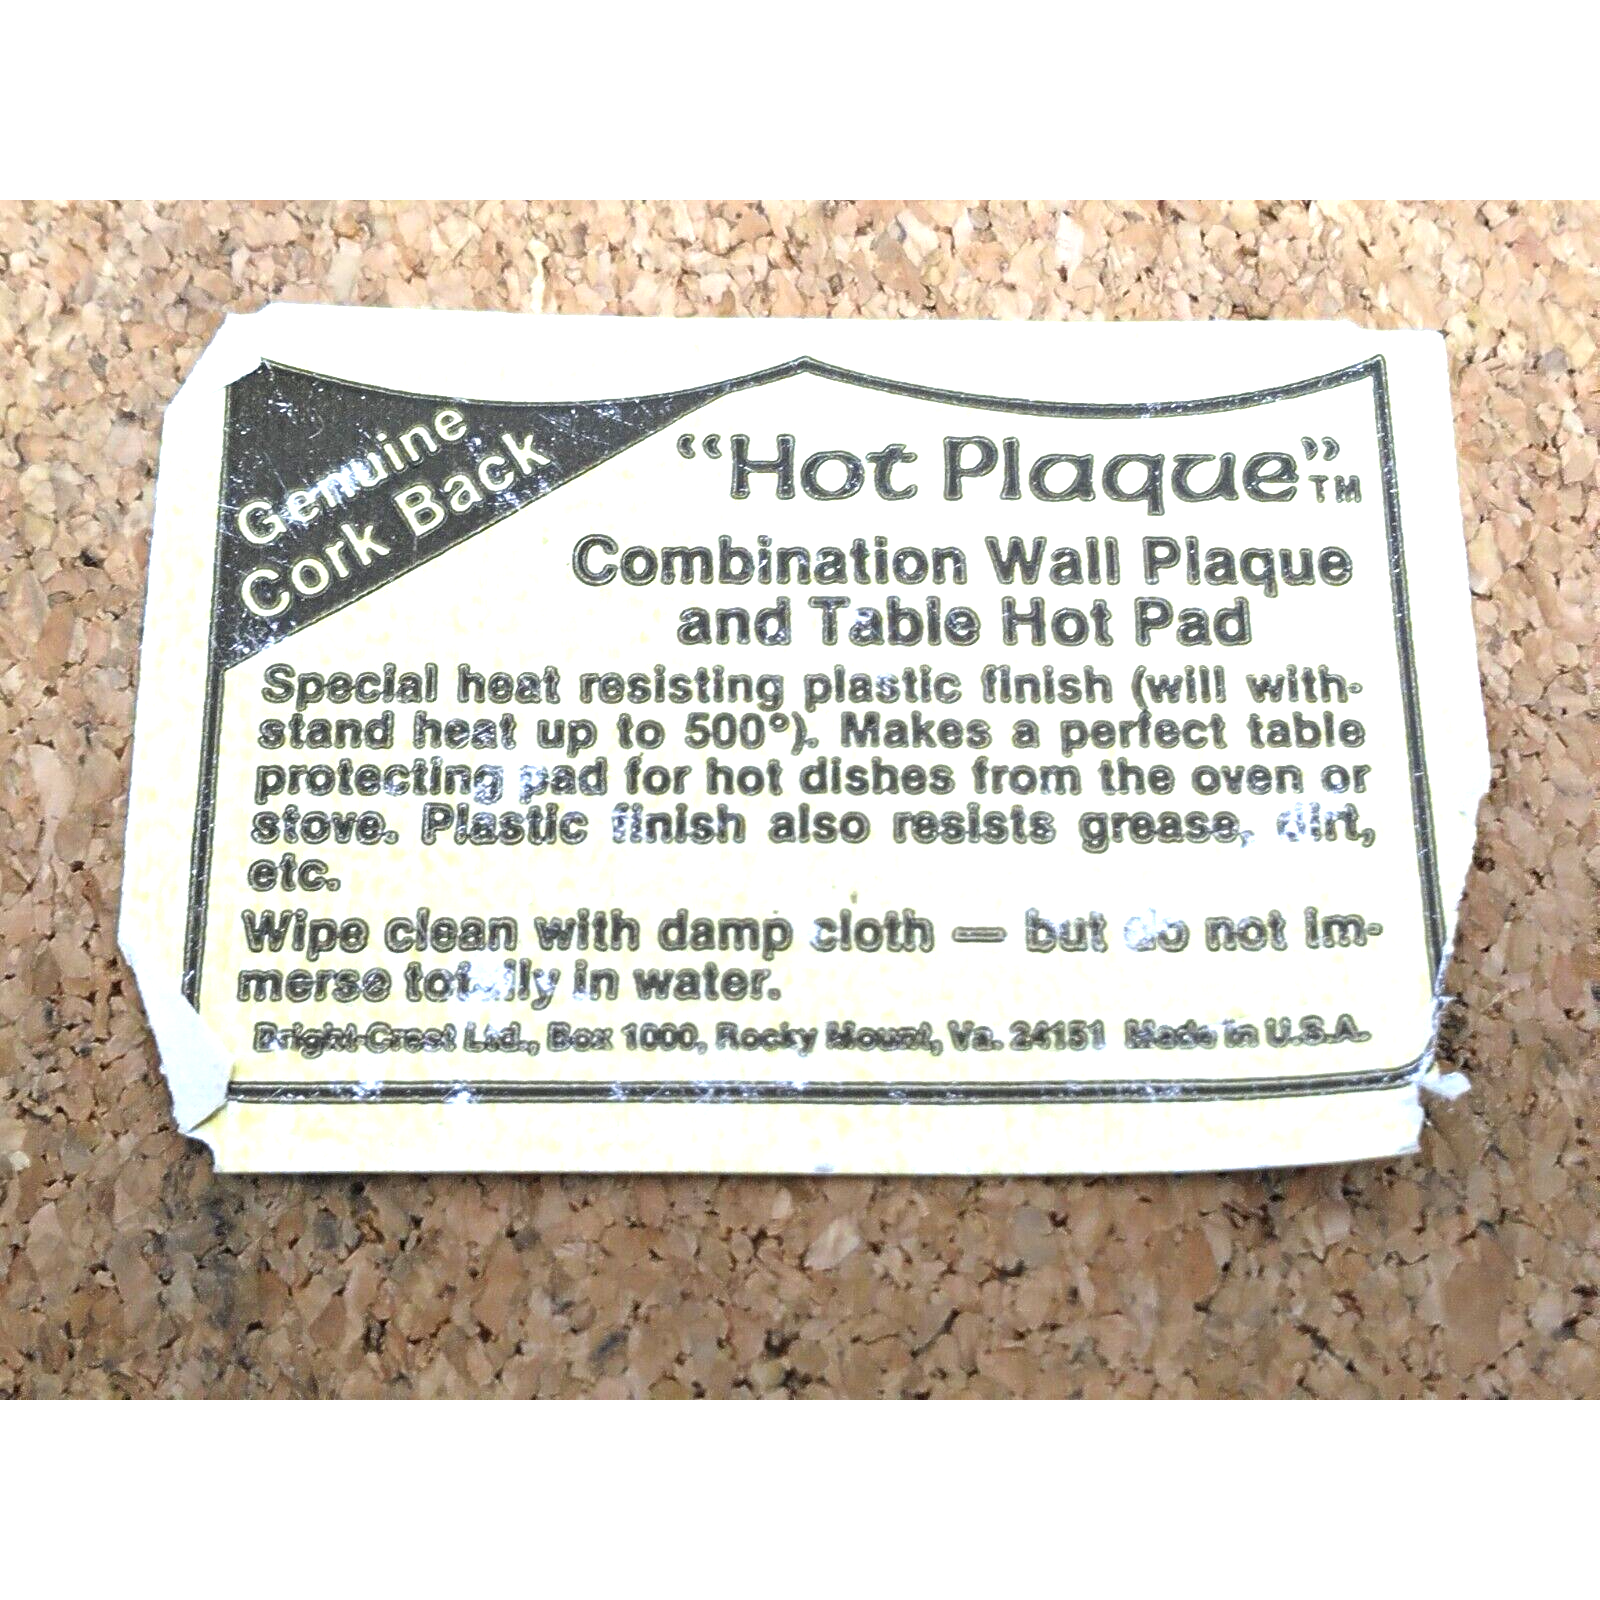 Genuine
Cork Back
“Hot Plaque”™
Combination Wall Plaque
and Table Hot Pad
Special heat resisting plastic finish (will with-
stand heat up to 500°). Makes a perfect table
protecting pad for hot dishes from the oven or
stove. Plastic finish also resists grease, dirt,
etc.
Wipe clean with damp cloth — but do not im-
merse totally in water.
Bright-Crest Ltd., Box 1000, Rocky Mount, Va. 24151 Made in U.S.A.